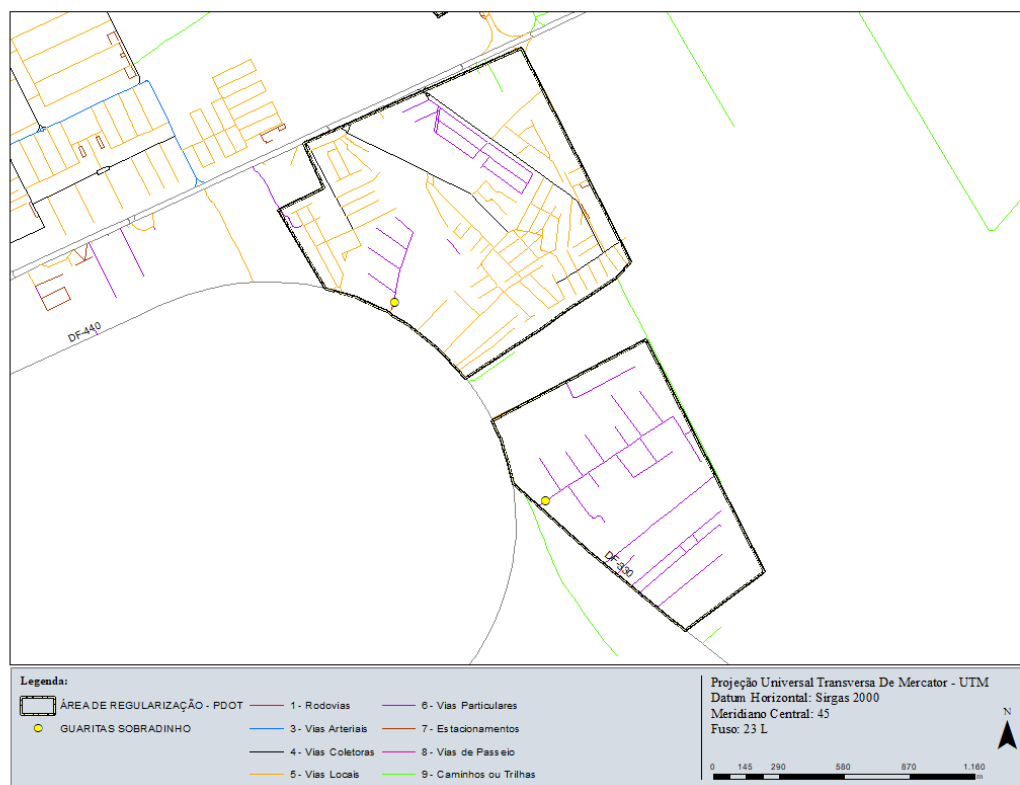 DF-440
DF-330
Legenda:
ÁREA DE REGULARIZAÇÃO - PDOT
GUARITAS SOBRADINHO
1 - Rodovias
3 - Vias Arteriais
4 - Vias Coletoras
5 - Vias Locais
6 - Vias Particulares
7 - Estacionamentos
8 - Vias de Passeio
9 - Caminhos ou Trilhas
Projeção Universal Transversa De Mercator - UTM
Datum Horizontal: Sirgas 2000
Meridiano Central: 45
Fuso: 23 L
N
0 145 290 580 870 1.160
m